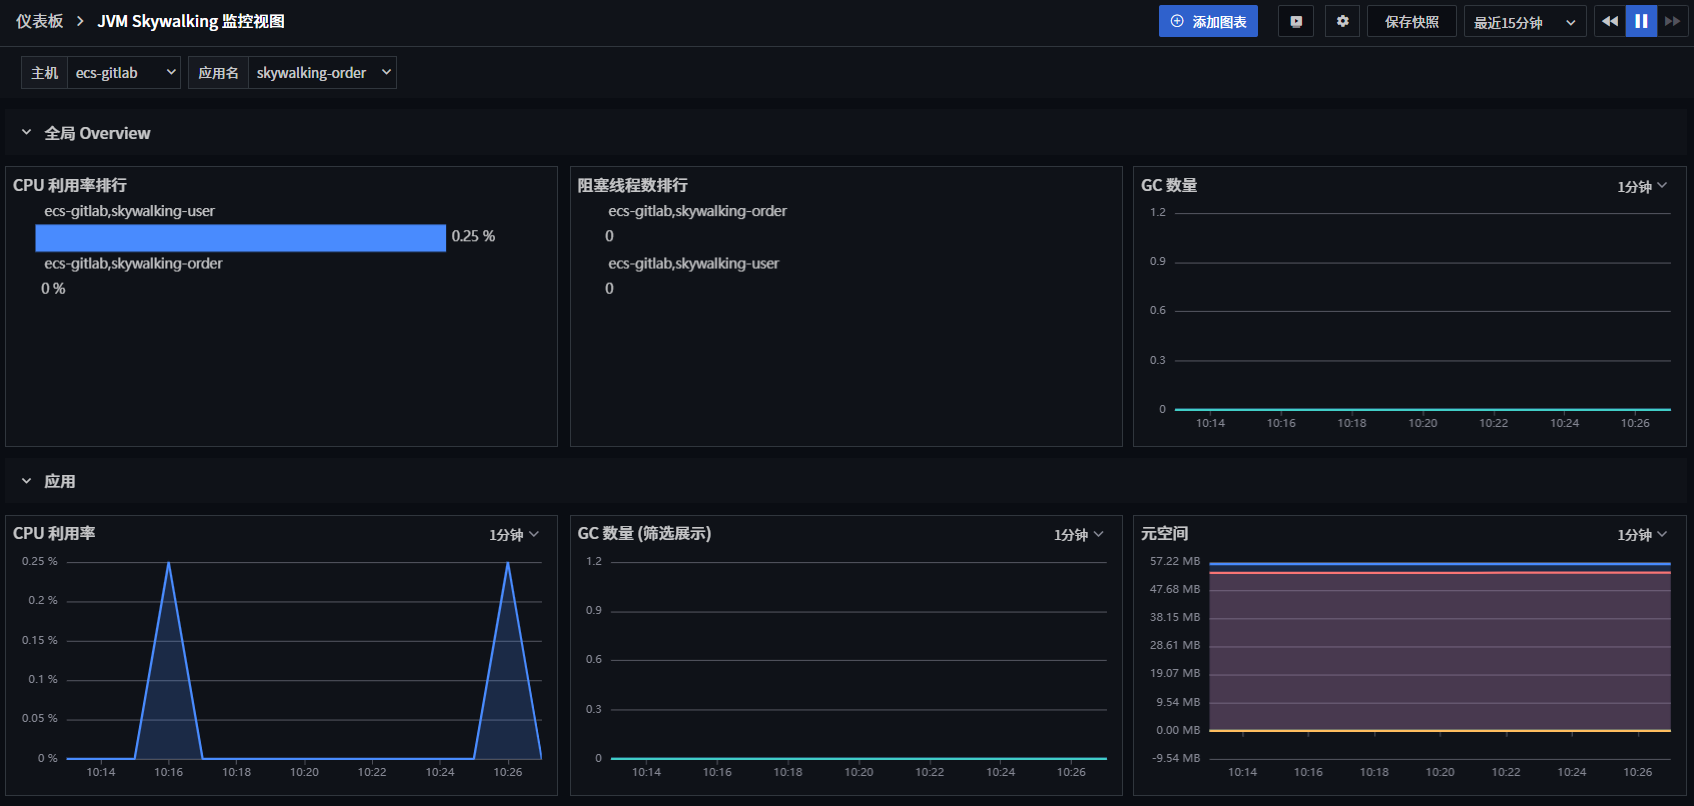 仪表板 > JVM Skywalking 监控视图
添加图表
保存快照
最近15分钟
主机 ecs-gitlab
应用名 skywalking-order
全局 Overview
CPU 利用率排行
ecs-gitlab,skywalking-user
0.25 %
ecs-gitlab,skywalking-order
0 %
阻塞线程数排行
ecs-gitlab,skywalking-order
0
ecs-gitlab,skywalking-user
0
GC 数量
1分钟
1.2
0.9
0.6
0.3
0
10:14 10:16 10:18 10:20 10:22 10:24 10:26
应用
CPU 利用率
1分钟
0.25 %
0.2 %
0.15 %
0.1 %
0.05 %
0 %
10:14 10:16 10:18 10:20 10:22 10:24 10:26
GC 数量 (筛选展示)
1分钟
1.2
0.9
0.6
0.3
0
10:14 10:16 10:18 10:20 10:22 10:24 10:26
元空间
1分钟
57.22 MB
47.68 MB
38.15 MB
28.61 MB
19.07 MB
9.54 MB
0.00 MB
-9.54 MB
10:14 10:16 10:18 10:20 10:22 10:24 10:26